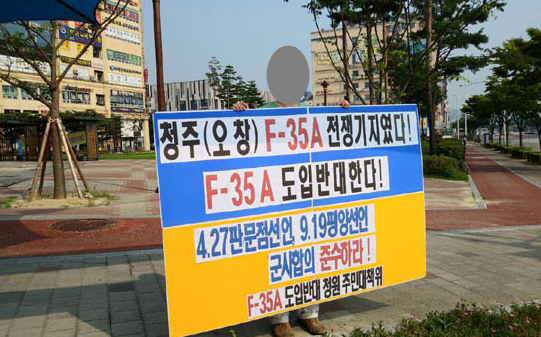 청주(오창) F-35A 전쟁기지였다!
F-35A 도입반대한다!
4.27판문점선언, 9.19평양선언
군사합의 준수하라!
F-35A 도입반대 청원 주민대책위